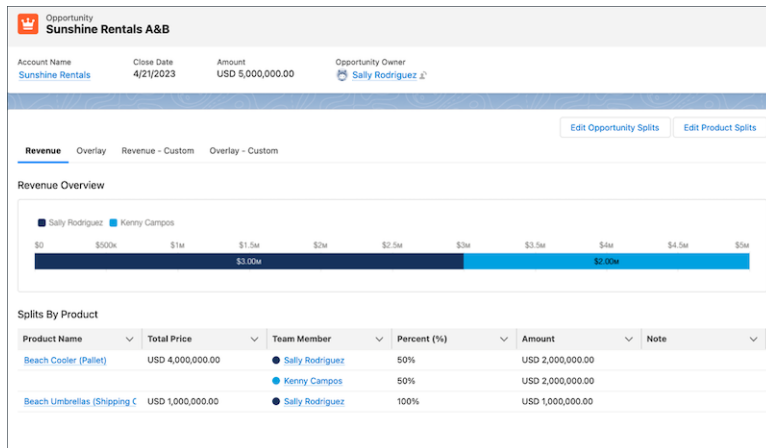 Opportunity
Sunshine Rentals A&B
Account Name Close Date Amount Opportunity Owner
Sunshine Rentals 4/21/2023 USD 5,000,000.00 Sally Rodriguez
Edit Opportunity Splits Edit Product Splits
Revenue Overlay Revenue - Custom Overlay - Custom
Revenue Overview
Sally Rodriguez Kenny Campos
$0 $500K $1M $1.5M $2M $2.5M $3M $3.5M $4M $4.5M $5M
$3.00M $2.00M
Splits By Product
Product Name Total Price Team Member Percent (%) Amount Note
Beach Cooler (Pallet) USD 4,000,000.00 Sally Rodriguez 50% USD 2,000,000.00
Kenny Campos 50% USD 2,000,000.00
Beach Umbrellas (Shipping C USD 1,000,000.00 Sally Rodriguez 100% USD 1,000,000.00